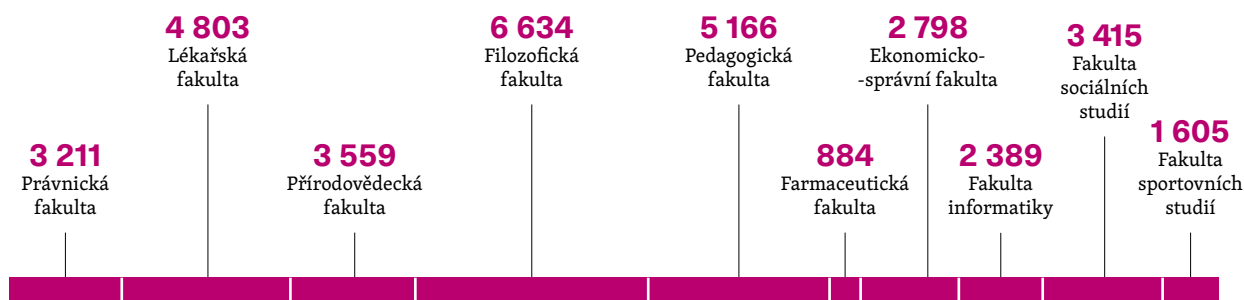 3 211
Právnická
fakulta
4 803
Lékařská
fakulta
3 559
Přírodovědecká
fakulta
6 634
Filozofická
fakulta
5 166
Pedagogická
fakulta
884
Farmaceutická
fakulta
2 798
Ekonomicko-
-správní fakulta
2 389
Fakulta
informatiky
3 415
Fakulta
sociálních
studií
1 605
Fakulta
sportovních
studií